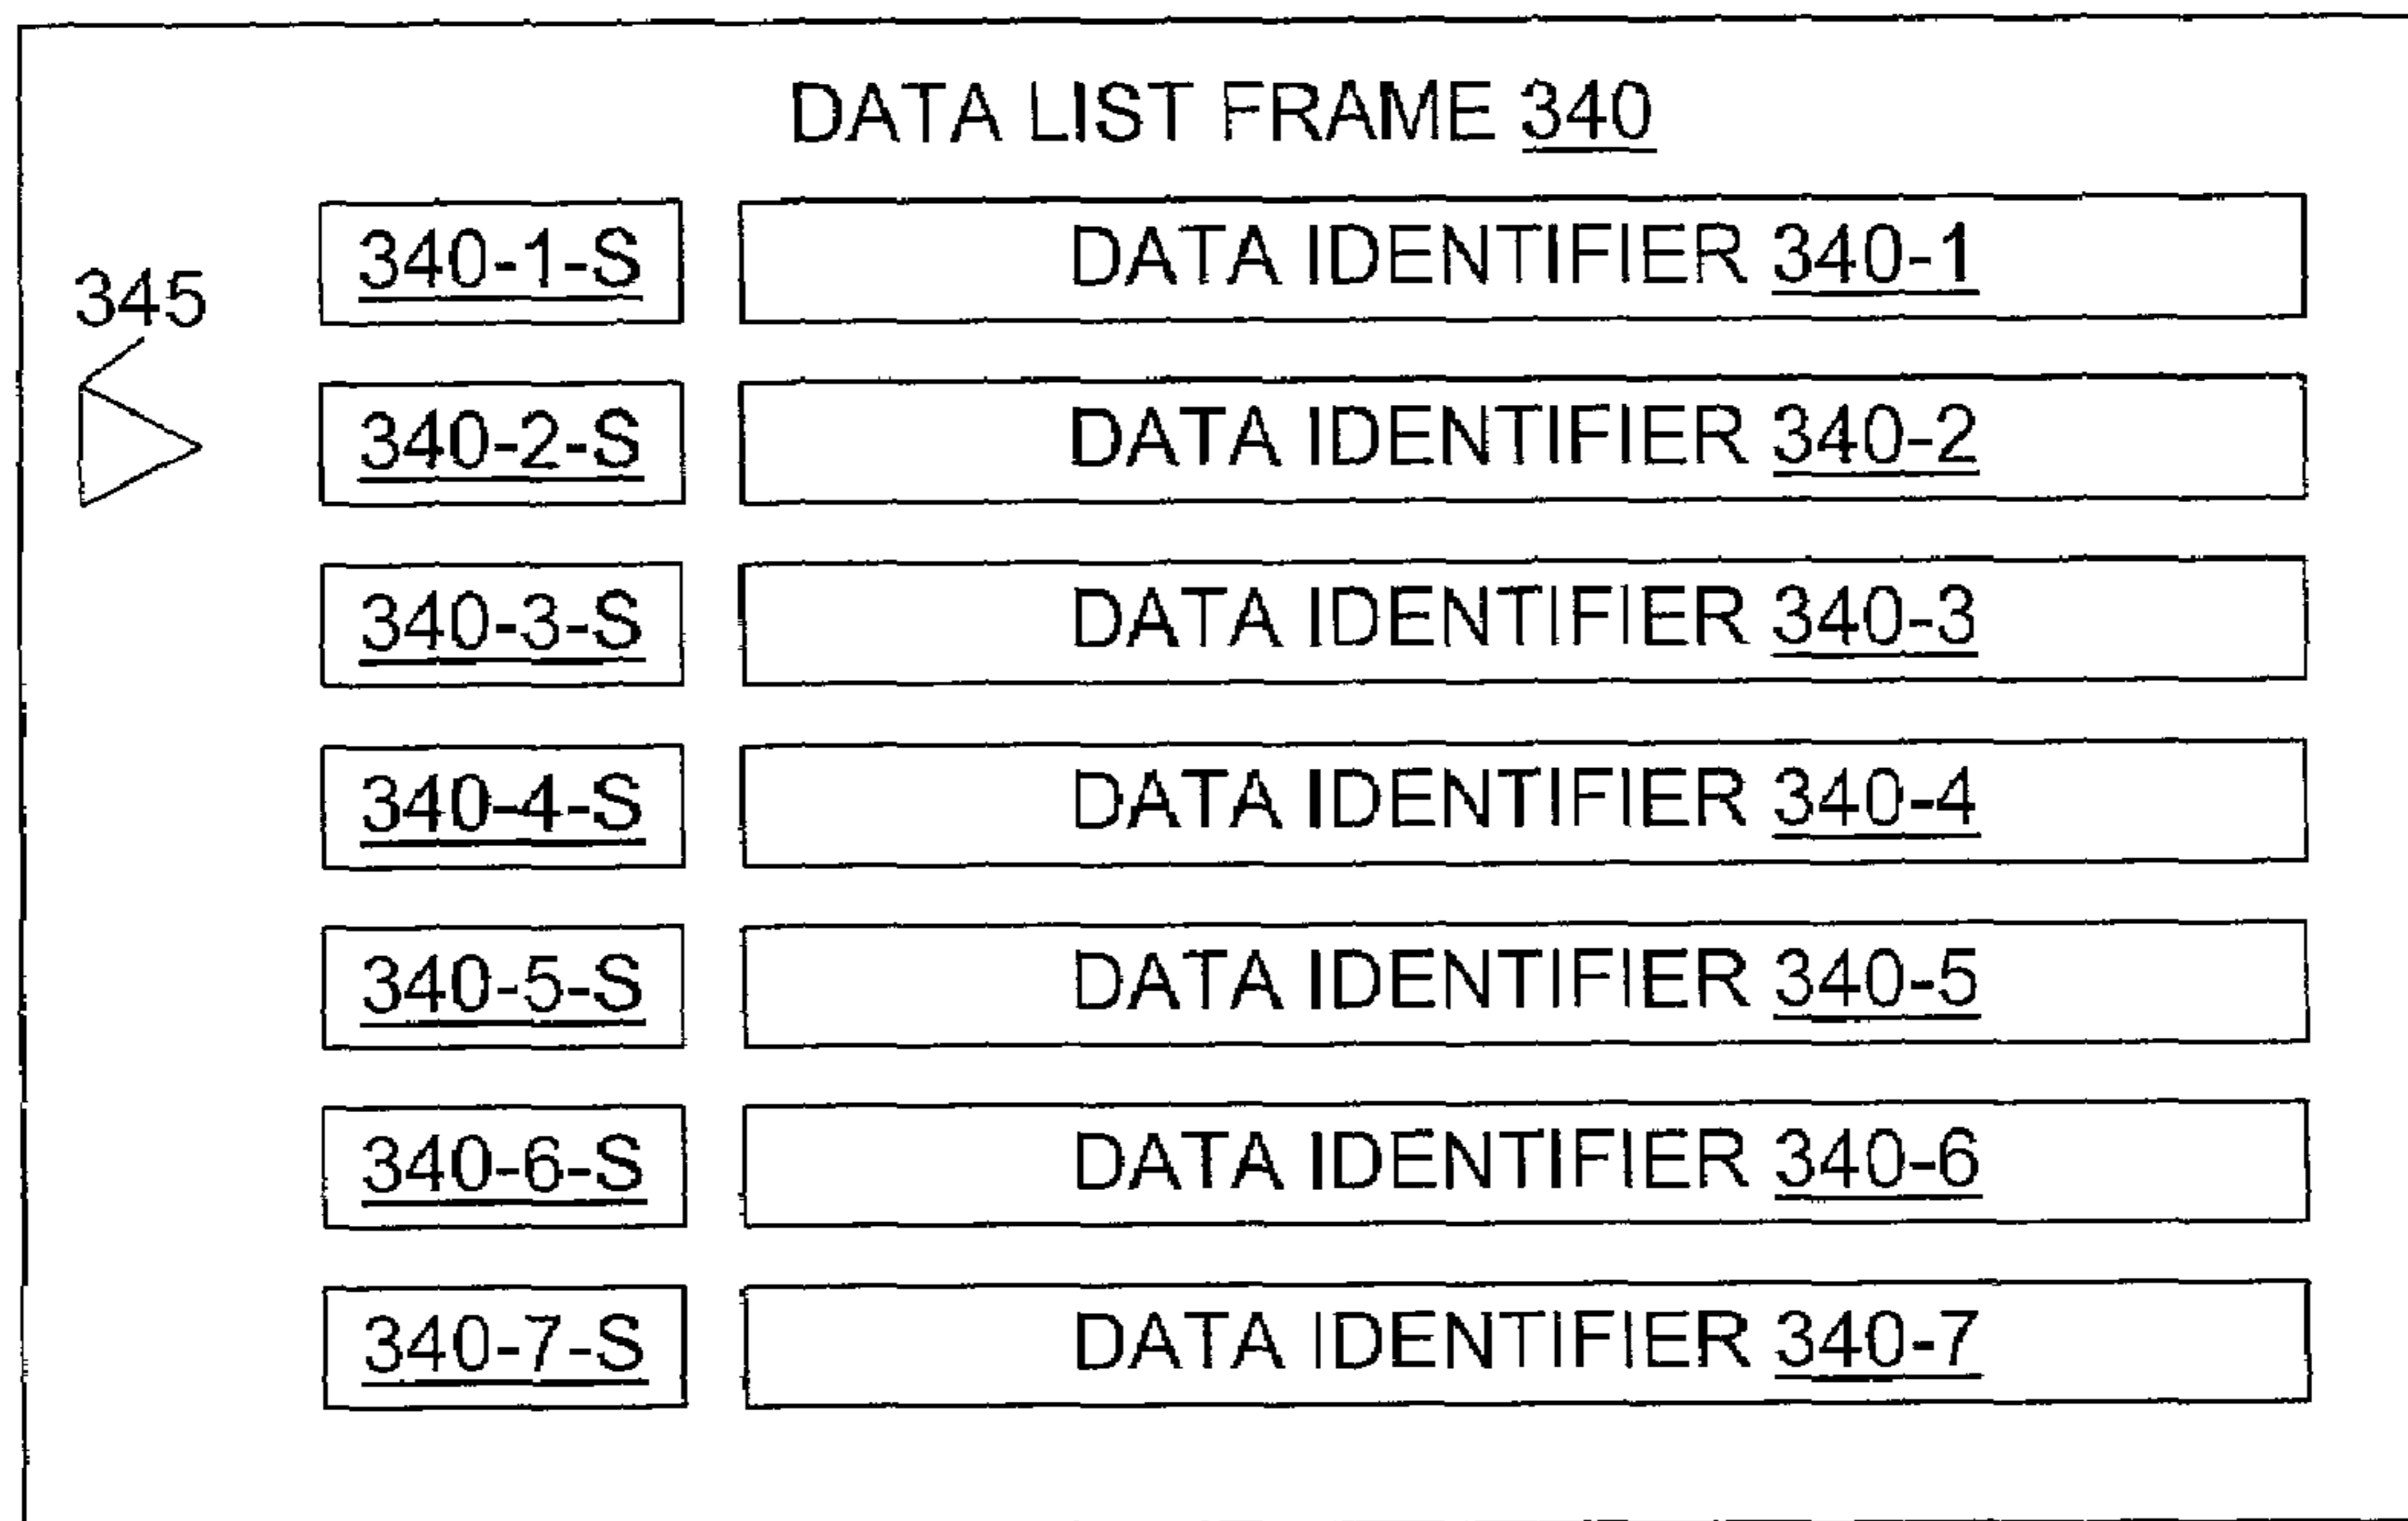 DATA LIST FRAME 340
340-1-S DATA IDENTIFIER 340-1
345
340-2-S DATA IDENTIFIER 340-2
340-3-S DATA IDENTIFIER 340-3
340-4-S DATA IDENTIFIER 340-4
340-5-S DATA IDENTIFIER 340-5
340-6-S DATA IDENTIFIER 340-6
340-7-S DATA IDENTIFIER 340-7